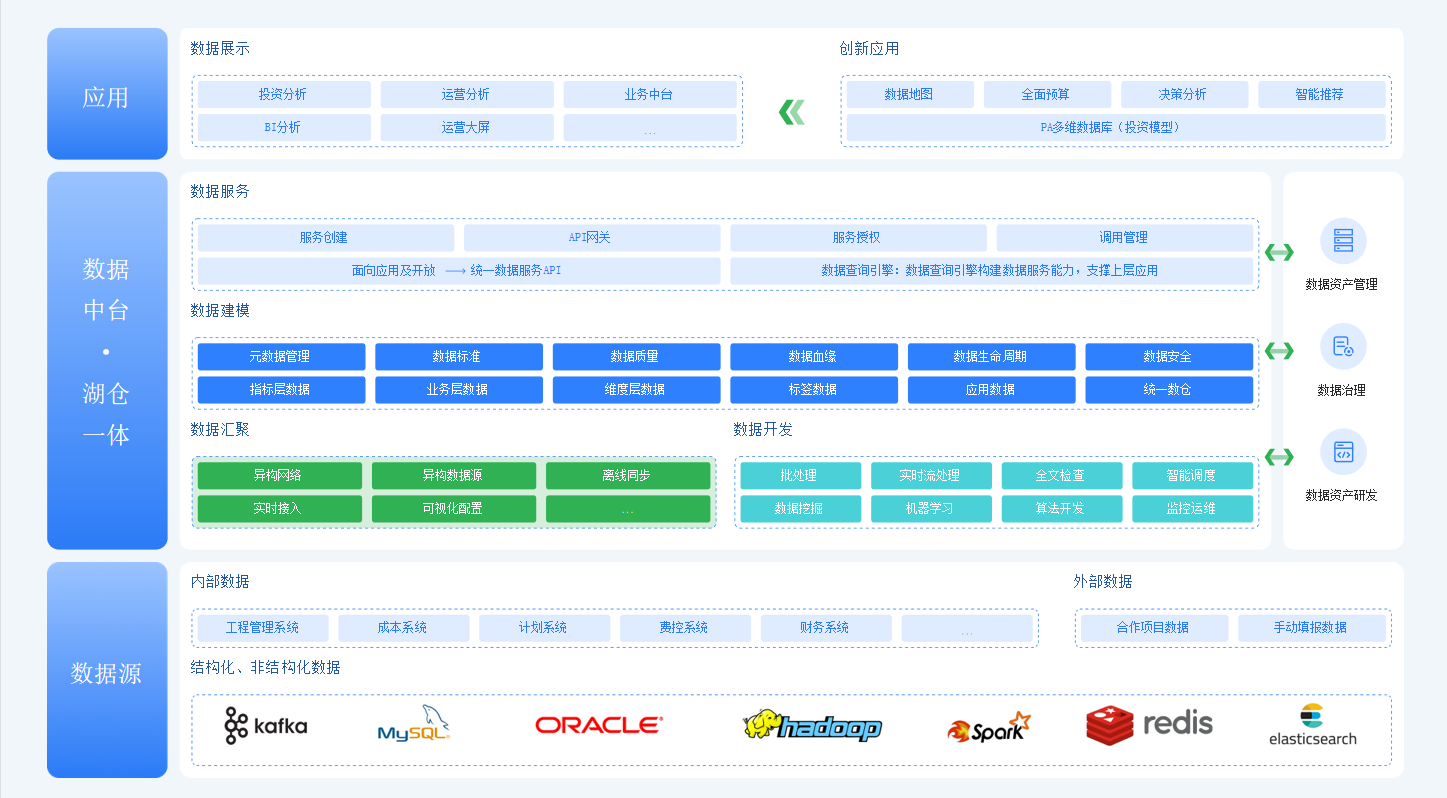 应用
数据展示
投资分析
运营分析
业务中台
BI分析
运营大屏
...
创新应用
数据地图
全面预算
决策分析
智能推荐
PA多维数据库（投资模型）
数据
中台
·
湖仓
一体
数据服务
服务创建
API网关
服务授权
调用管理
面向应用及开放 → 统一数据服务API
数据查询引擎：数据查询引擎构建数据服务能力，支撑上层应用
数据建模
元数据管理
数据标准
数据质量
数据血缘
数据生命周期
数据安全
指标层数据
业务层数据
维度层数据
标签数据
应用数据
统一数仓
数据汇聚
异构网络
异构数据源
离线同步
实时接入
可视化配置
...
数据开发
批处理
实时流处理
全文检查
智能调度
数据挖掘
机器学习
算法开发
监控运维
数据资产管理
数据治理
数据资产研发
数据源
内部数据
工程管理系统
成本系统
计划系统
费控系统
财务系统
...
外部数据
合作项目数据
手动填报数据
结构化、非结构化数据
kafka
MySQL
ORACLE
hadoop
Spark
redis
elasticsearch